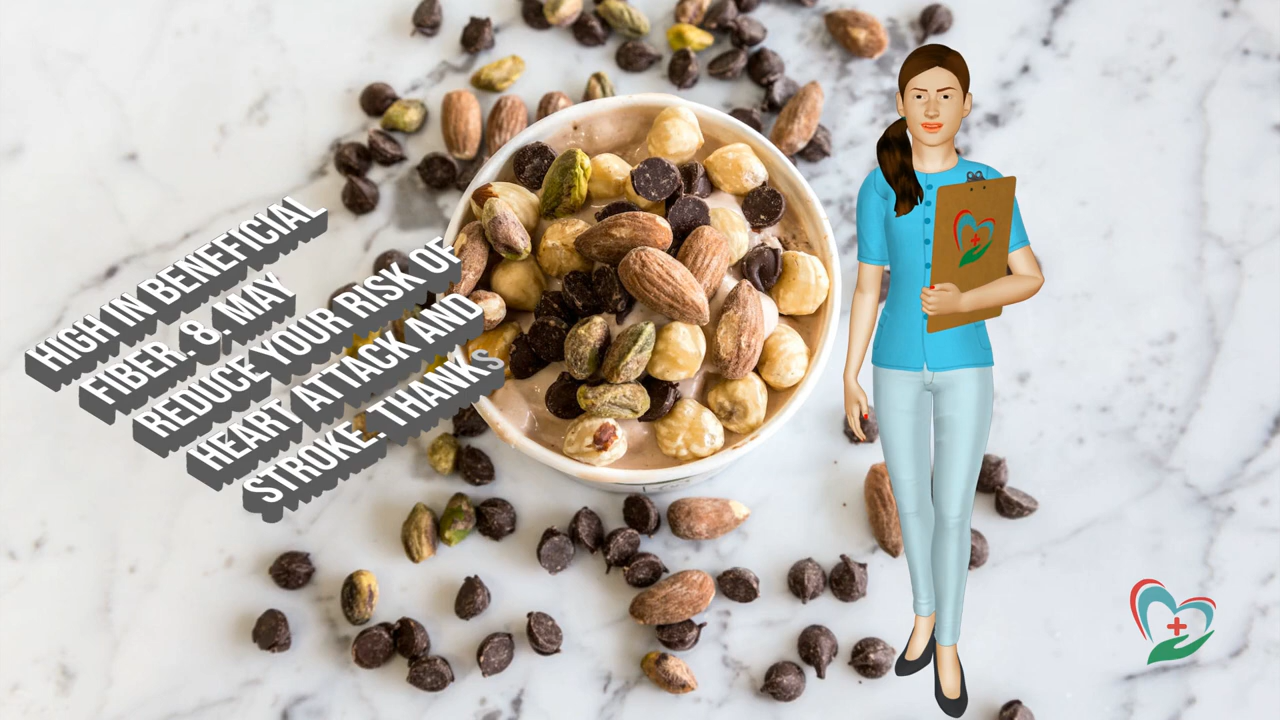 HIGH IN BENEFICIAL
FIBER. 8. MAY
REDUCE YOUR RISK OF
HEART ATTACK AND
STROKE. THANKS